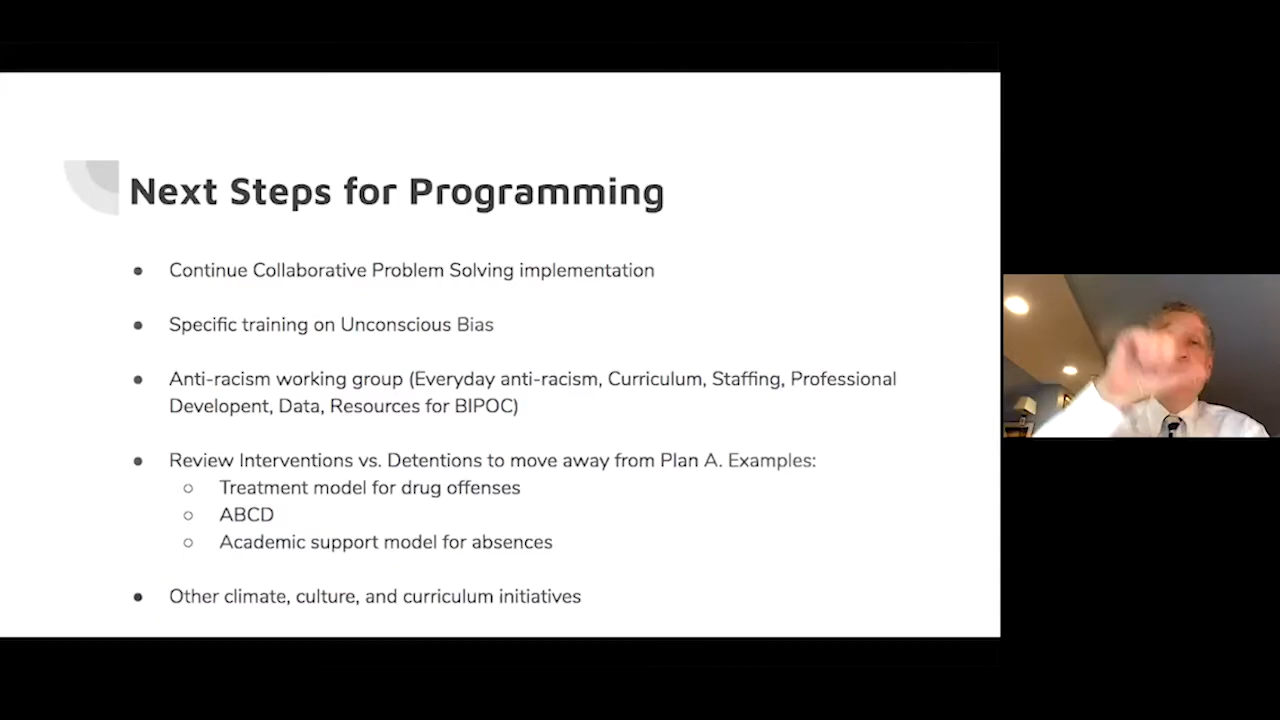 Next Steps for Programming
● Continue Collaborative Problem Solving implementation
● Specific training on Unconscious Bias
● Anti-racism working group (Everyday anti-racism, Curriculum, Staffing, Professional
Developent, Data, Resources for BIPOC)
● Review Interventions vs. Detentions to move away from Plan A. Examples:
○ Treatment model for drug offenses
○ ABCD
○ Academic support model for absences
● Other climate, culture, and curriculum initiatives